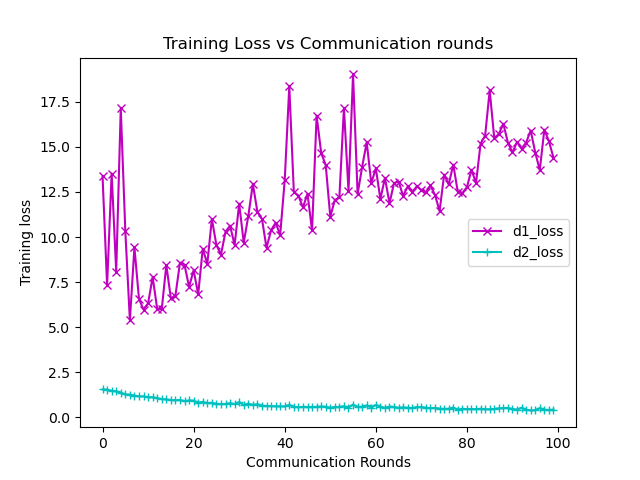 Training Loss vs Communication rounds
17.5
15.0
12.5
10.0
7.5
5.0
2.5
0.0
Training loss
d1_loss
d2_loss
0 20 40 60 80 100
Communication Rounds